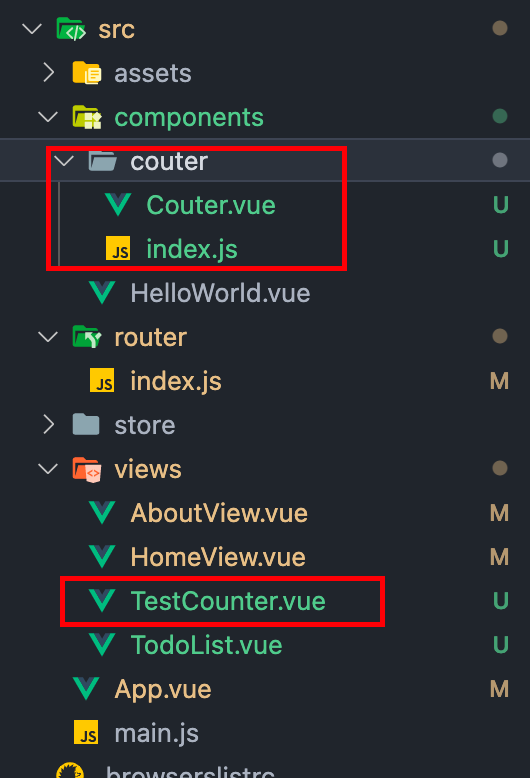 src
assets
components
couter
Couter.vue U
JS index.js U
HelloWorld.vue
router
JS index.js M
store
views
AboutView.vue M
HomeView.vue M
TestCounter.vue U
TodoList.vue U
App.vue M
JS main.js
.browserslistrc